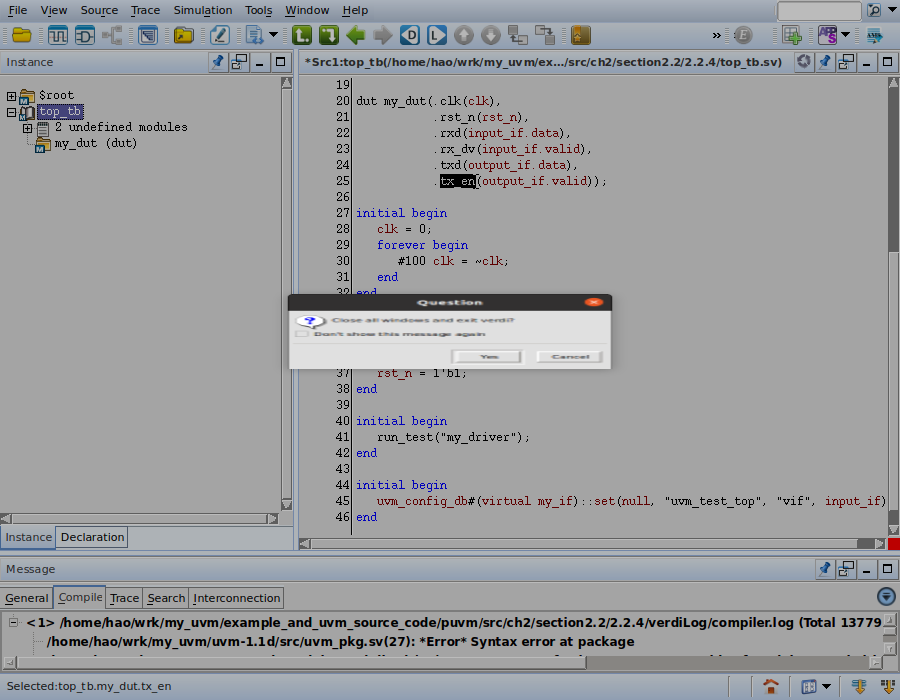 File View Source Trace Simulation Tools Window Help
Instance
*Src1:top_tb(/home/hao/wrk/my_uvm/ex.../src/ch2/section2.2/2.2.4/top_tb.sv)
$root
top_tb
2 undefined modules
my_dut (dut)
19
20 dut my_dut(.clk(clk),
21 .rst_n(rst_n),
22 .rxd(input_if.data),
23 .rx_dv(input_if.valid),
24 .txd(output_if.data),
25 .tx_en(output_if.valid));
26
27 initial begin
28 clk = 0;
29 forever begin
30 #100 clk = ~clk;
31 end
32 end
Question
Close all windows and exit verdi?
Don't show this message again
Yes Cancel
37 rst_n = 1'b1;
38 end
39
40 initial begin
41 run_test("my_driver");
42 end
43
44 initial begin
45 uvm_config_db#(virtual my_if)::set(null, "uvm_test_top", "vif", input_if)
46 end
Instance Declaration
Message
General Compile Trace Search Interconnection
<1> /home/hao/wrk/my_uvm/example_and_uvm_source_code/puvm/src/ch2/section2.2/2.2.4/verdiLog/compiler.log (Total 13779
/home/hao/wrk/my_uvm/uvm-1.1d/src/uvm_pkg.sv(27): *Error* Syntax error at package
Selected:top_tb.my_dut.tx_en